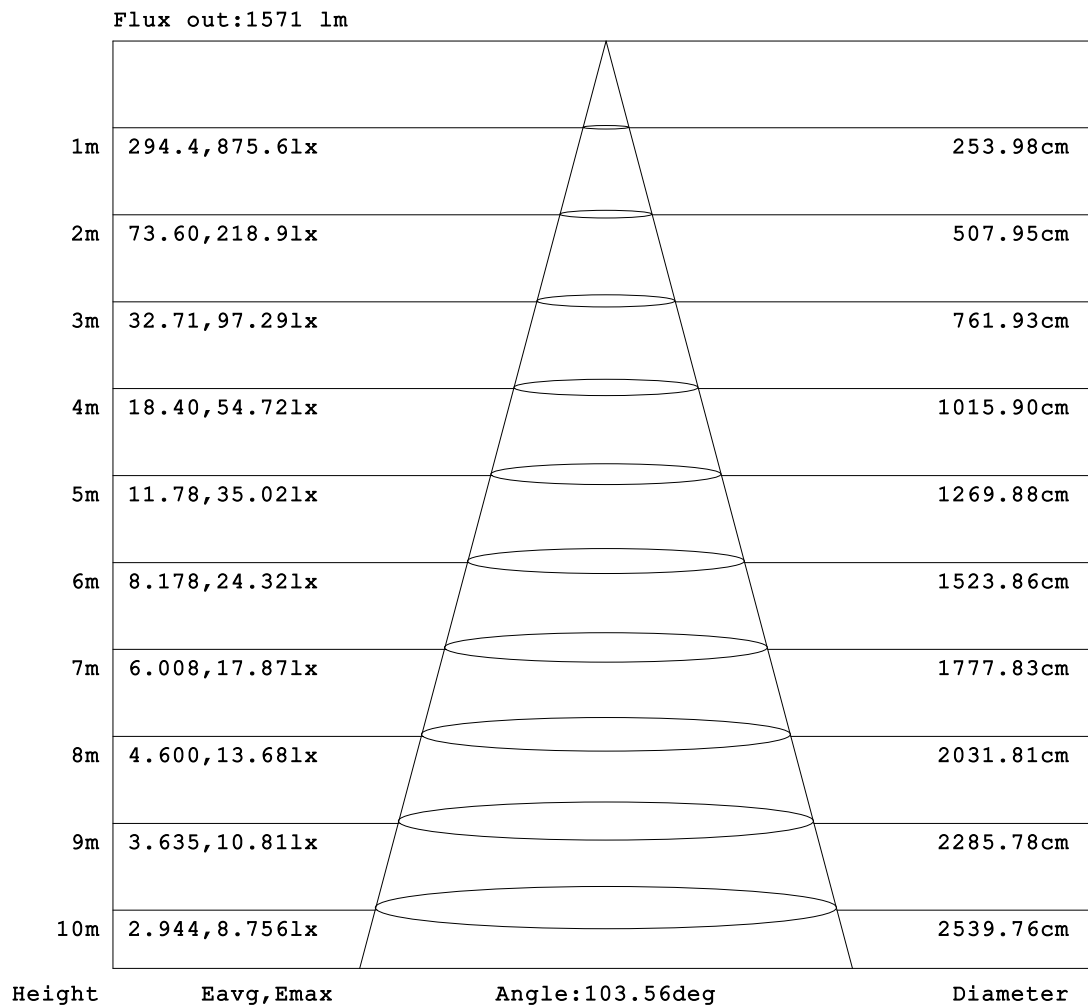 Flux out:1571 lm
1m 294.4,875.6lx 253.98cm
2m 73.60,218.9lx 507.95cm
3m 32.71,97.29lx 761.93cm
4m 18.40,54.72lx 1015.90cm
5m 11.78,35.02lx 1269.88cm
6m 8.178,24.32lx 1523.86cm
7m 6.008,17.87lx 1777.83cm
8m 4.600,13.68lx 2031.81cm
9m 3.635,10.81lx 2285.78cm
10m 2.944,8.756lx 2539.76cm
Height Eavg,Emax Angle:103.56deg Diameter